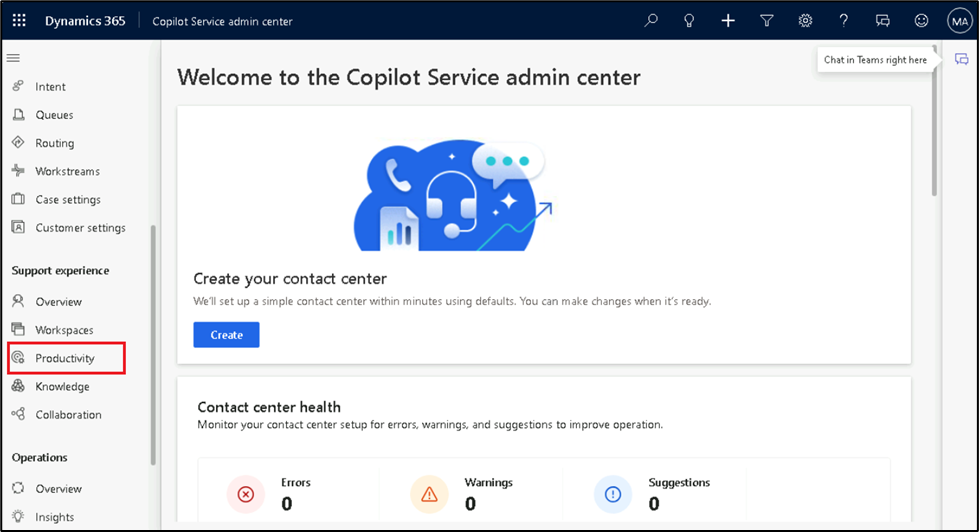 Dynamics 365 Copilot Service admin center MA
Chat in Teams right here
Intent
Queues
Routing
Workstreams
Case settings
Customer settings
Support experience
Overview
Workspaces
Productivity
Knowledge
Collaboration
Operations
Overview
Insights
Welcome to the Copilot Service admin center
Create your contact center
We'll set up a simple contact center within minutes using defaults. You can make changes when it's ready.
Create
Contact center health
Monitor your contact center setup for errors, warnings, and suggestions to improve operation.
Errors
0
Warnings
0
Suggestions
0